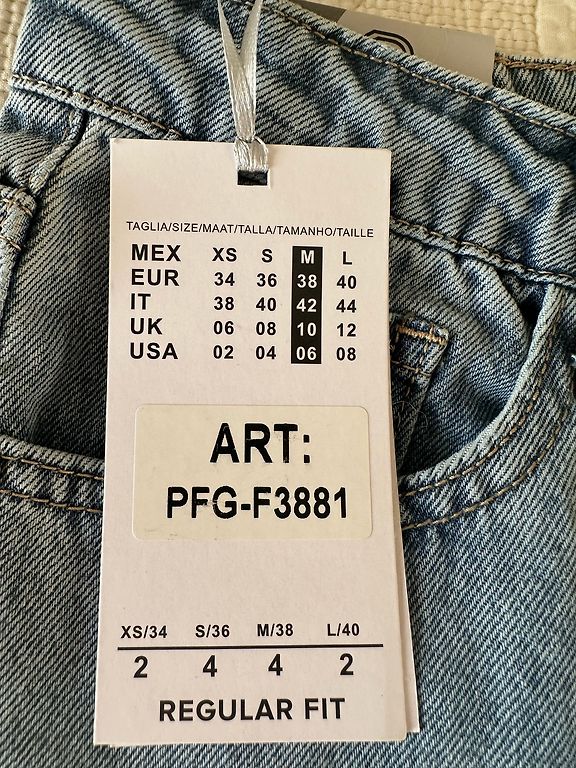 TAGLIA/SIZE/MAAT/TALLA/TAMANHO/TAILLE
MEX XS S M L
EUR 34 36 38 40
IT 38 40 42 44
UK 06 08 10 12
USA 02 04 06 08
ART:
PFG-F3881
XS/34 S/36 M/38 L/40
2 4 4 2
REGULAR FIT